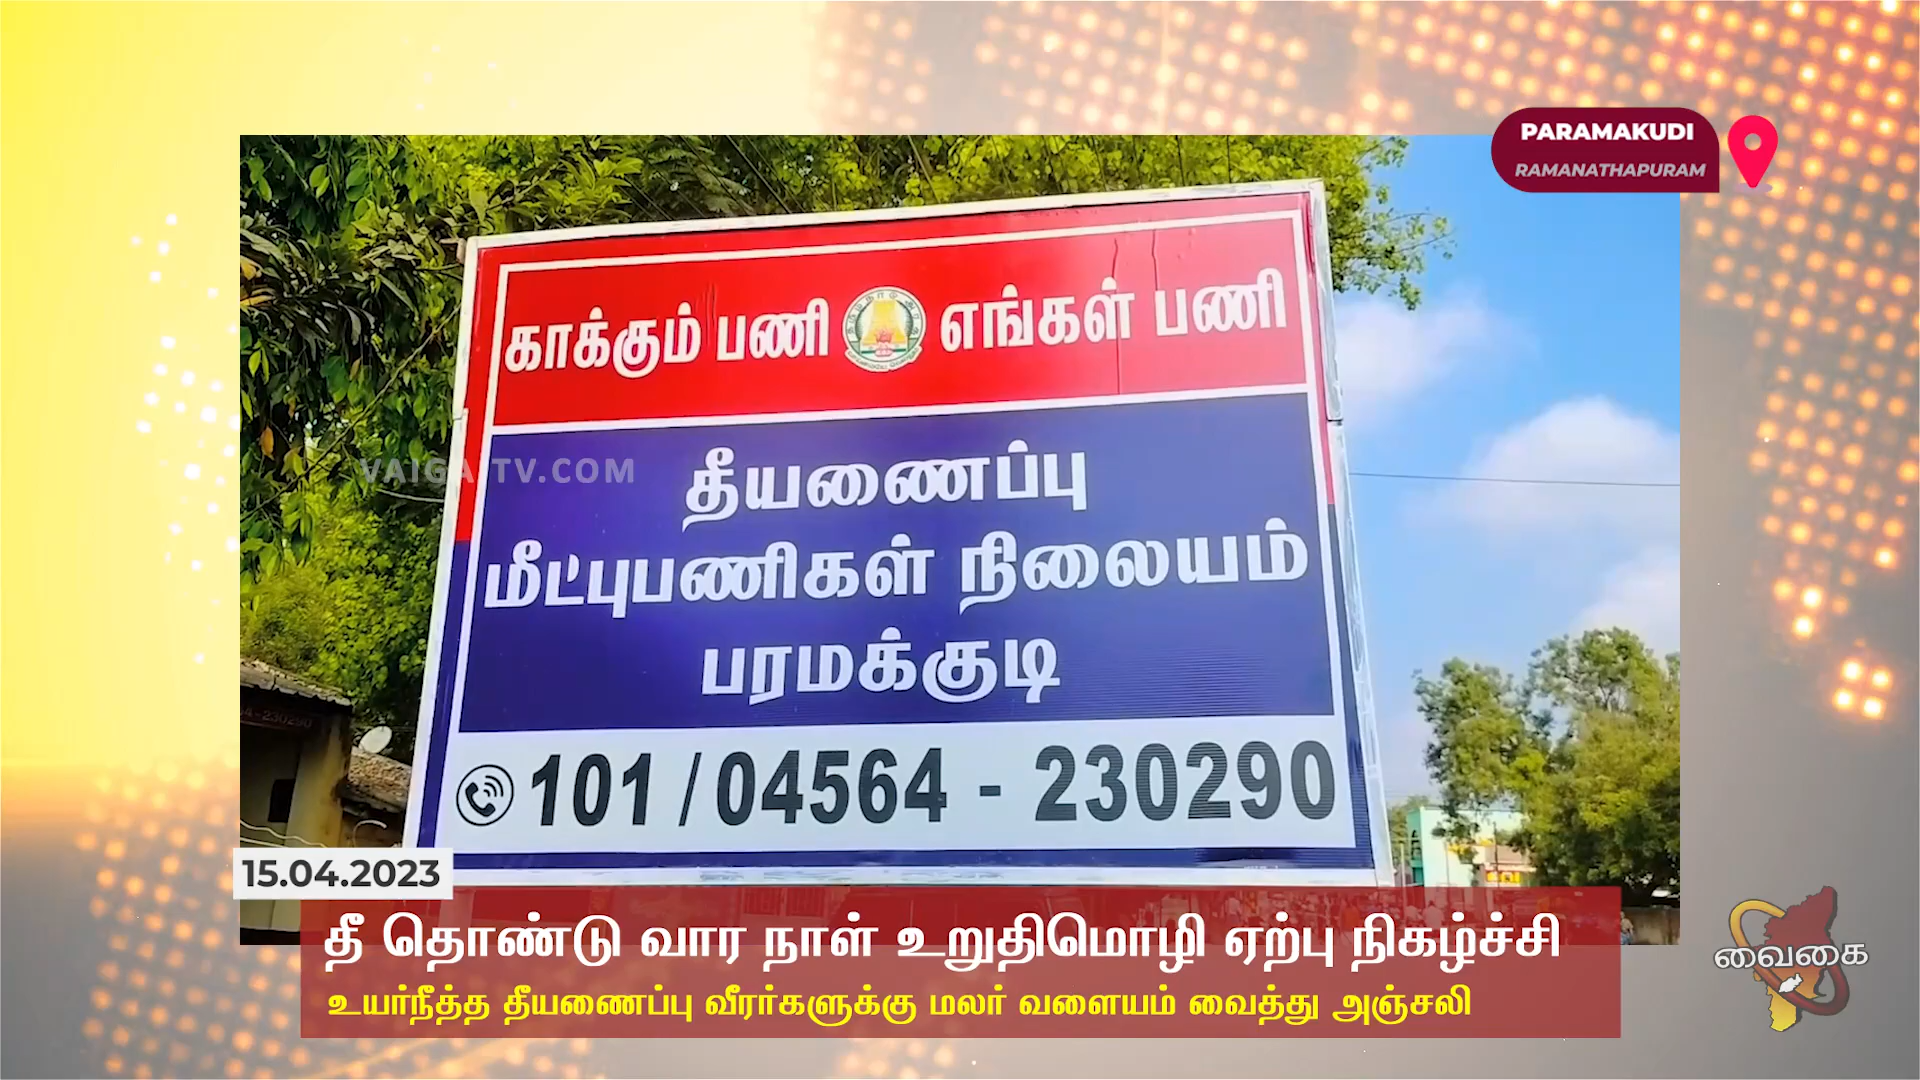 PARAMAKUDI
RAMANATHAPURAM
காக்கும் பணி எங்கள் பணி
தீயணைப்பு
VAIGA TV.COM
மீட்புபணிகள் நிலையம்
பரமக்குடி
101 / 04564 - 230290
15.04.2023
தீ தொண்டு வார நாள் உறுதிமொழி ஏற்பு நிகழ்ச்சி
உயர்நீத்த தீயணைப்பு வீரர்களுக்கு மலர் வளையம் வைத்து அஞ்சலி
வைகை